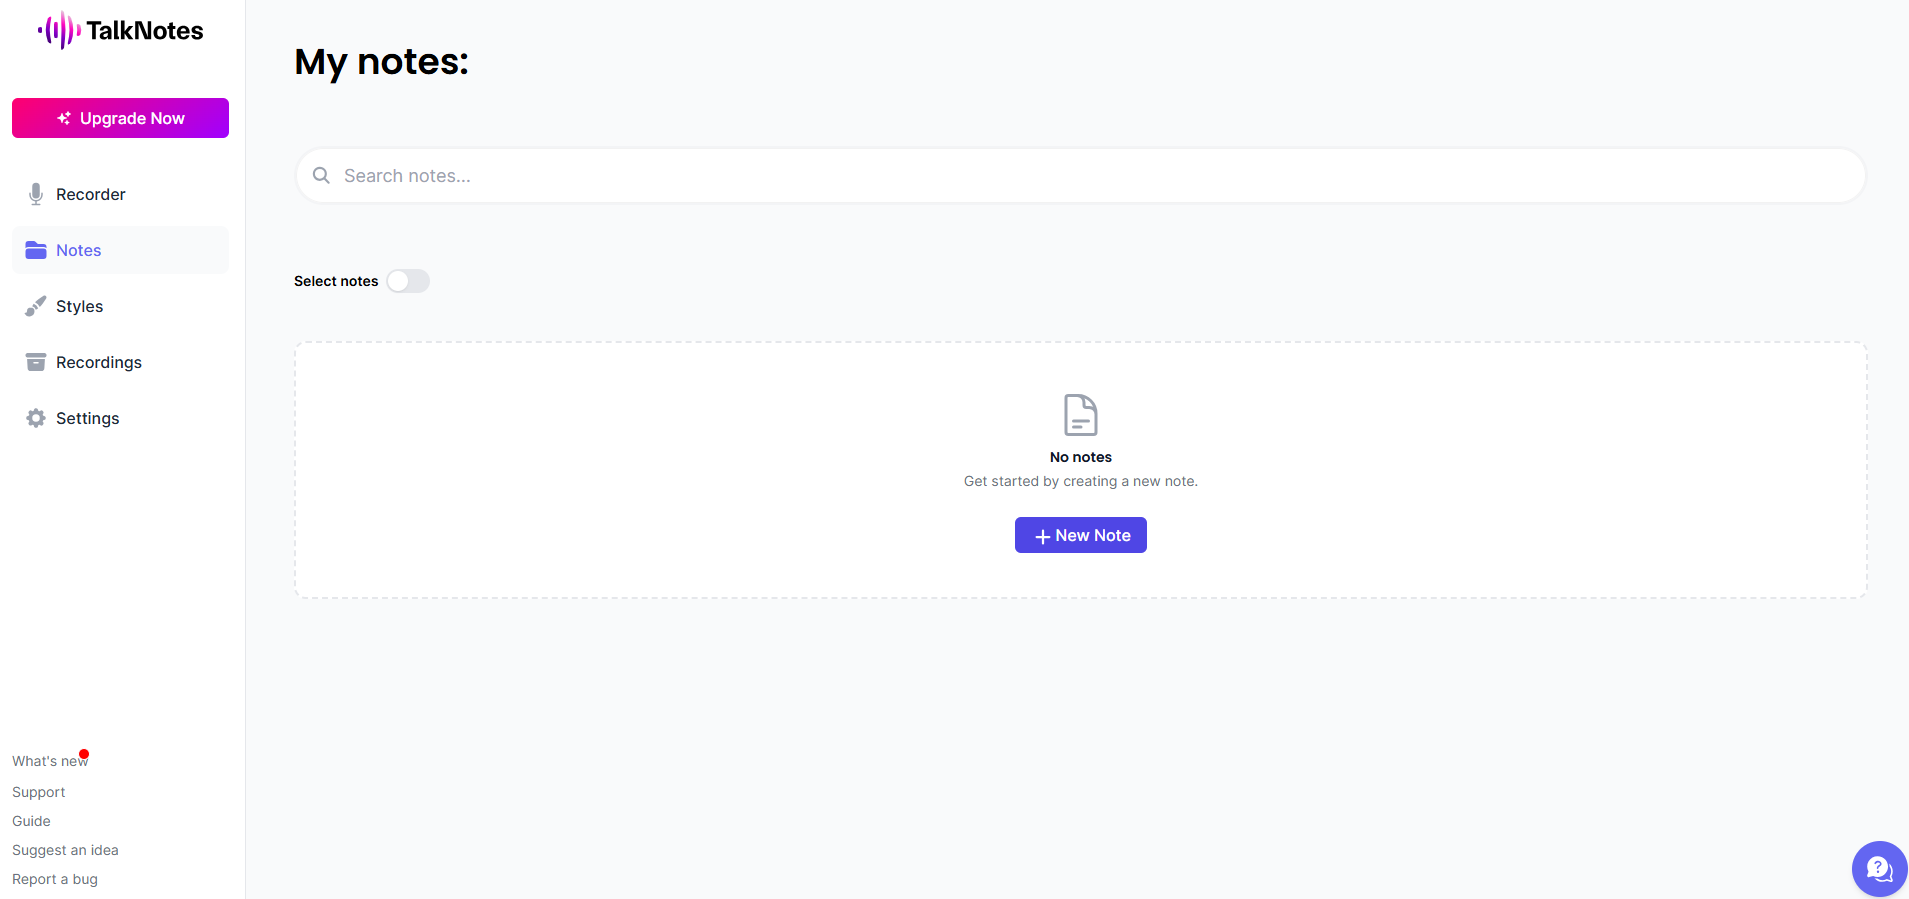 TalkNotes
Upgrade Now
Recorder
Notes
Styles
Recordings
Settings
What's new
Support
Guide
Suggest an idea
Report a bug
My notes:
Search notes...
Select notes
No notes
Get started by creating a new note.
+ New Note
?